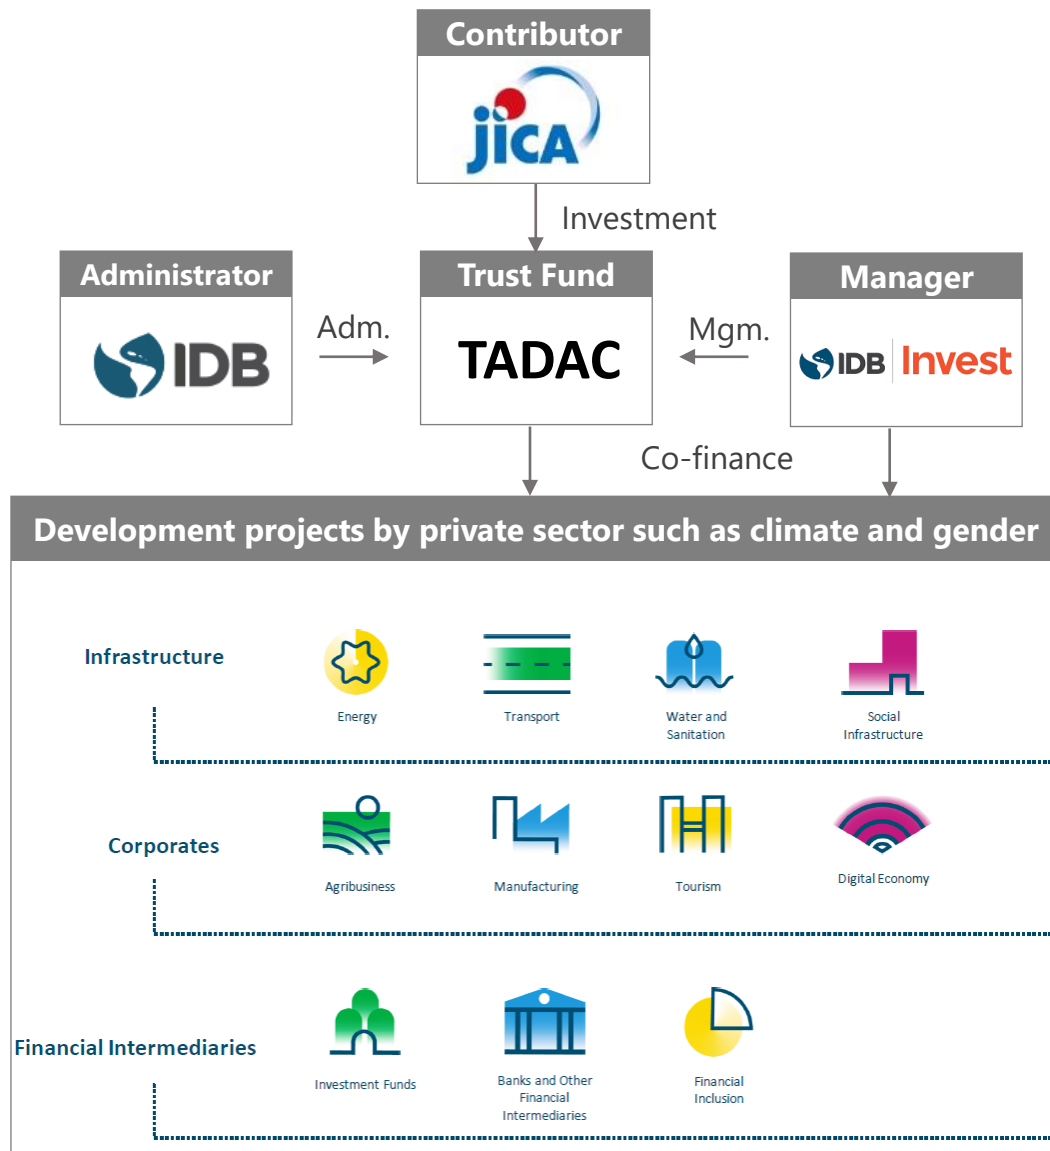 Contributor
jica
Investment
Administrator
Trust Fund
Manager
IDB
Adm.
TADAC
Mgm.
IDB Invest
Co-finance
Development projects by private sector such as climate and gender
Infrastructure
Energy
Transport
Water and
Sanitation
Social
Infrastructure
Corporates
Agribusiness
Manufacturing
Tourism
Digital Economy
Financial Intermediaries
Investment Funds
Banks and Other
Financial
Intermediaries
Financial
Inclusion